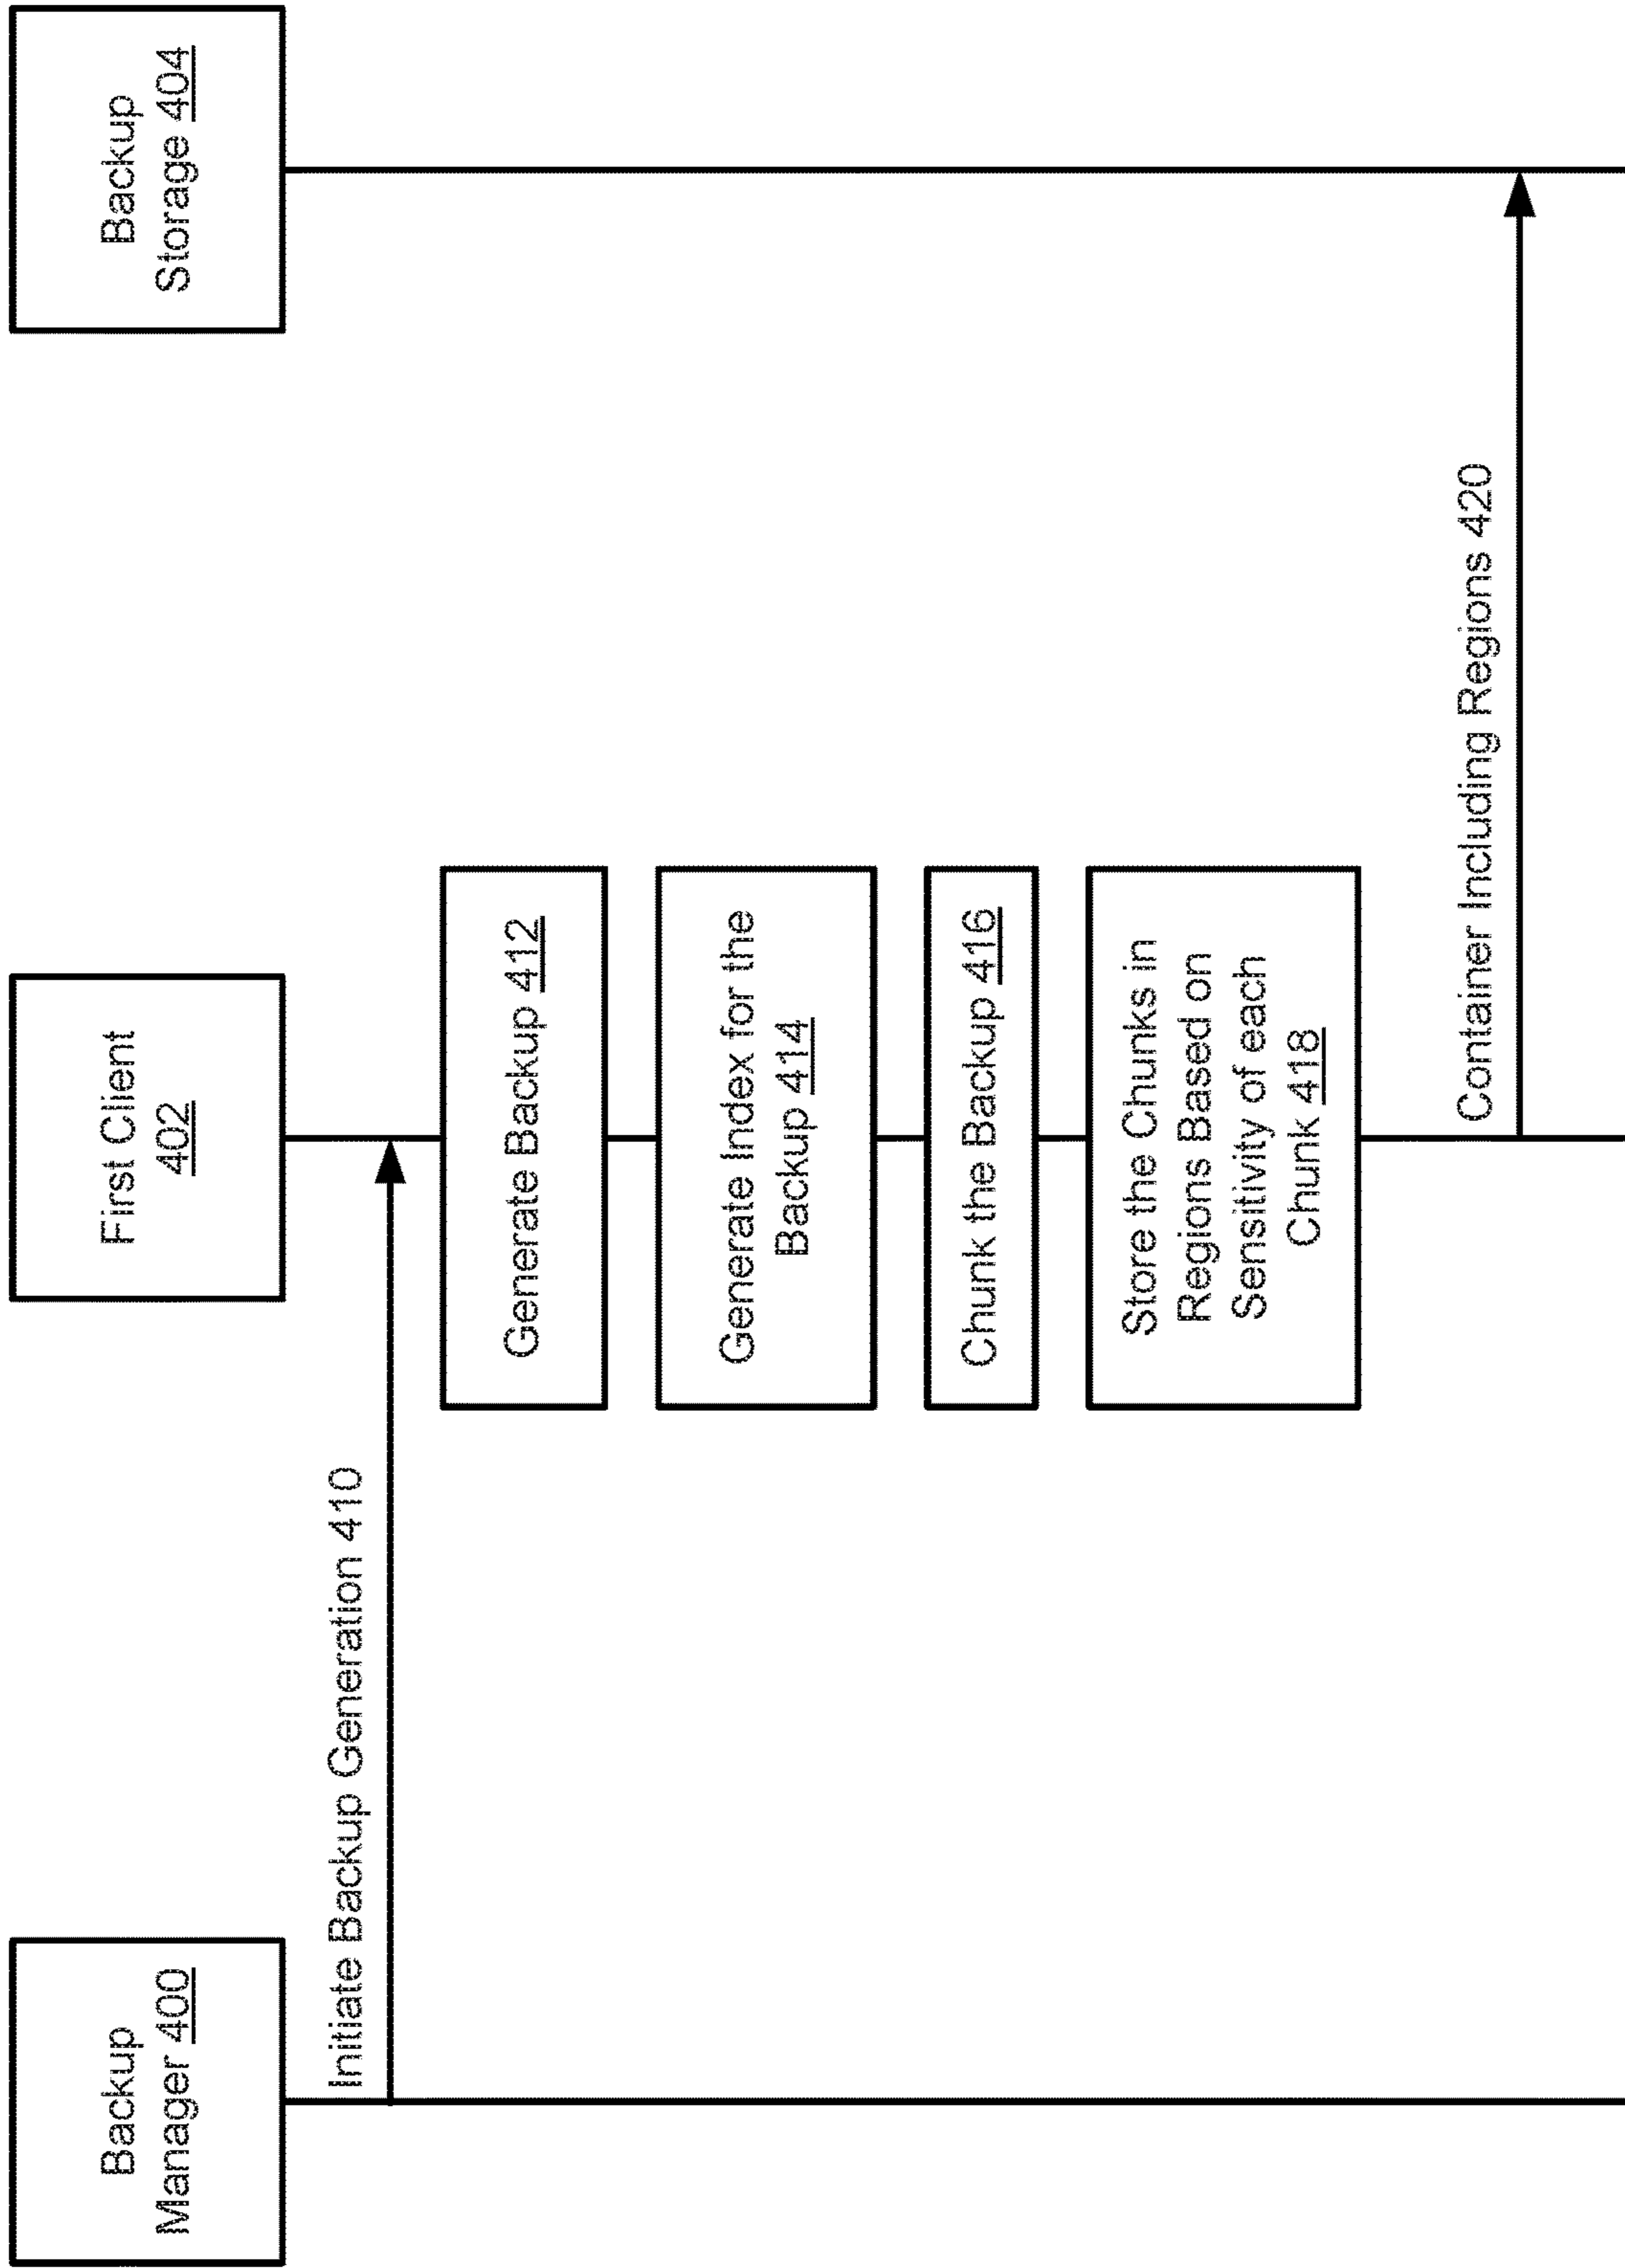 Backup
Manager 400
First Client
402
Backup
Storage 404
Initiate Backup Generation 410
Generate Backup 412
Generate Index for the
Backup 414
Chunk the Backup 416
Store the Chunks in
Regions Based on
Sensitivity of each
Chunk 418
Container Including Regions 420